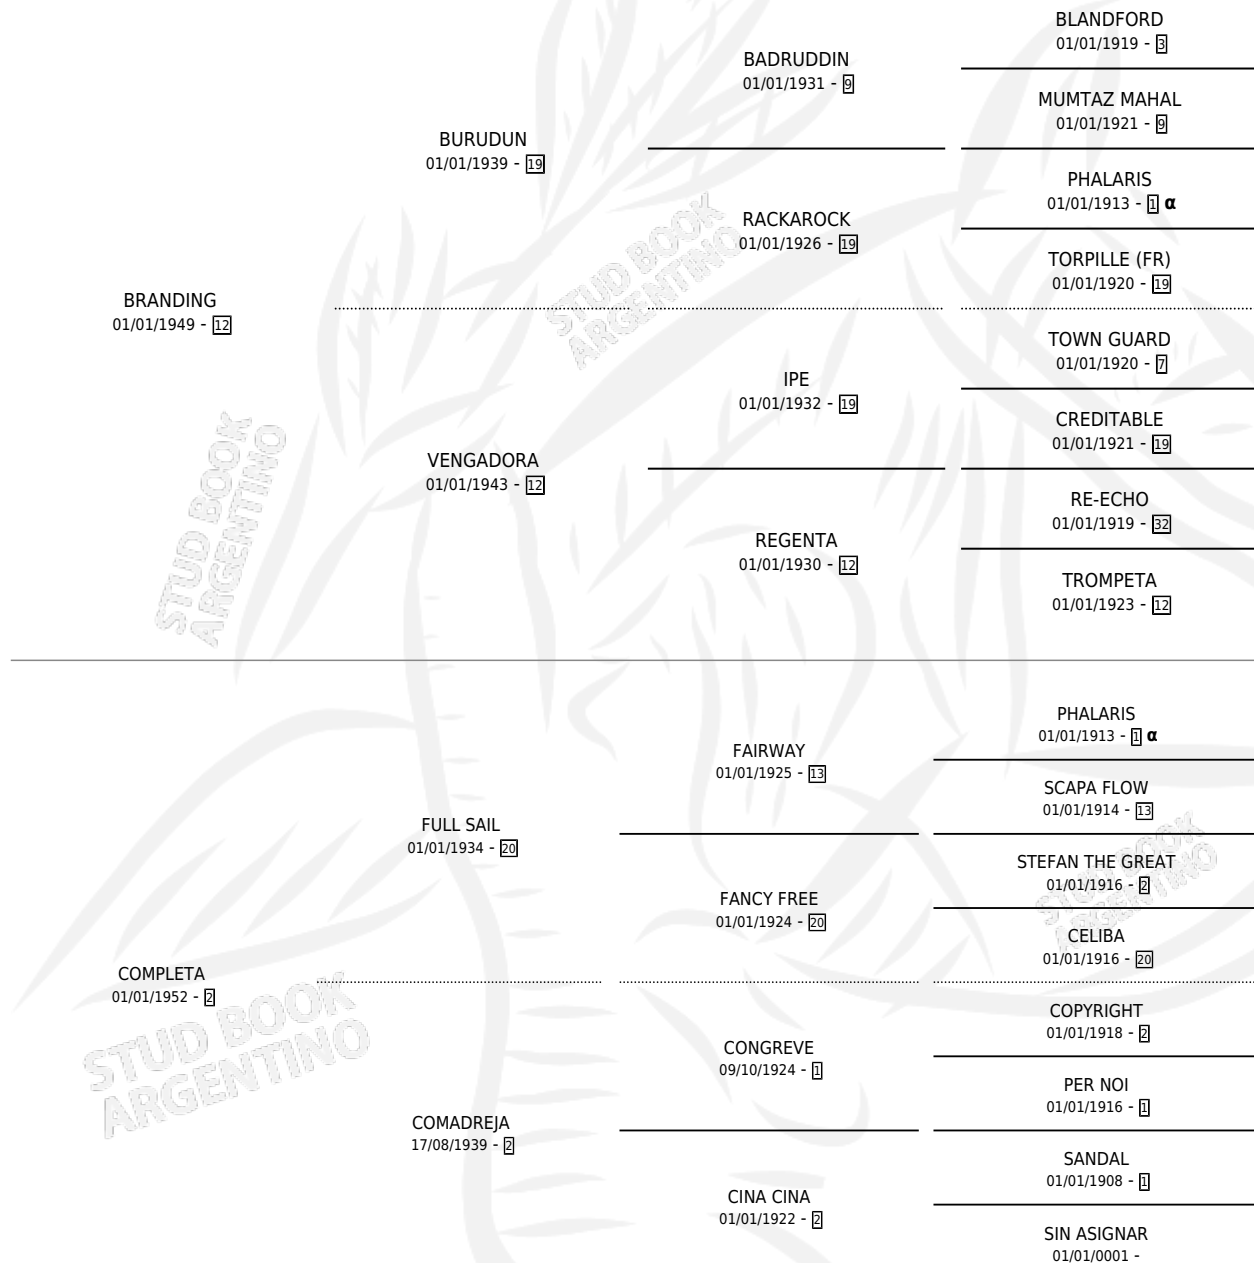 BLANDFORD
01/01/1919 - 3
BADRUDDIN
01/01/1931 - 9
MUMTAZ MAHAL
01/01/1921 - 9
BURUDUN
01/01/1939 - 19
PHALARIS
01/01/1913 - 1 α
RACKAROCK
01/01/1926 - 19
TORPILLE (FR)
01/01/1920 - 19
BRANDING
01/01/1949 - 12
TOWN GUARD
01/01/1920 - 7
IPE
01/01/1932 - 19
CREDITABLE
01/01/1921 - 19
VENGADORA
01/01/1943 - 12
RE-ECHO
01/01/1919 - 32
REGENTA
01/01/1930 - 12
TROMPETA
01/01/1923 - 12
PHALARIS
01/01/1913 - 1 α
FAIRWAY
01/01/1925 - 13
SCAPA FLOW
01/01/1914 - 13
FULL SAIL
01/01/1934 - 20
STEFAN THE GREAT
01/01/1916 - 2
FANCY FREE
01/01/1924 - 20
CELIBA
01/01/1916 - 20
COMPLETA
01/01/1952 - 2
COPYRIGHT
01/01/1918 - 2
CONGREVE
09/10/1924 - 1
PER NOI
01/01/1916 - 1
COMADREJA
17/08/1939 - 2
SANDAL
01/01/1908 - 1
CINA CINA
01/01/1922 - 2
SIN ASIGNAR
01/01/0001 -
STUD BOOK
ARGENTINO
STUD BOOK
ARGENTINO
STUD BOOK
ARGENTINO
STUD BOOK
ARGENTINO